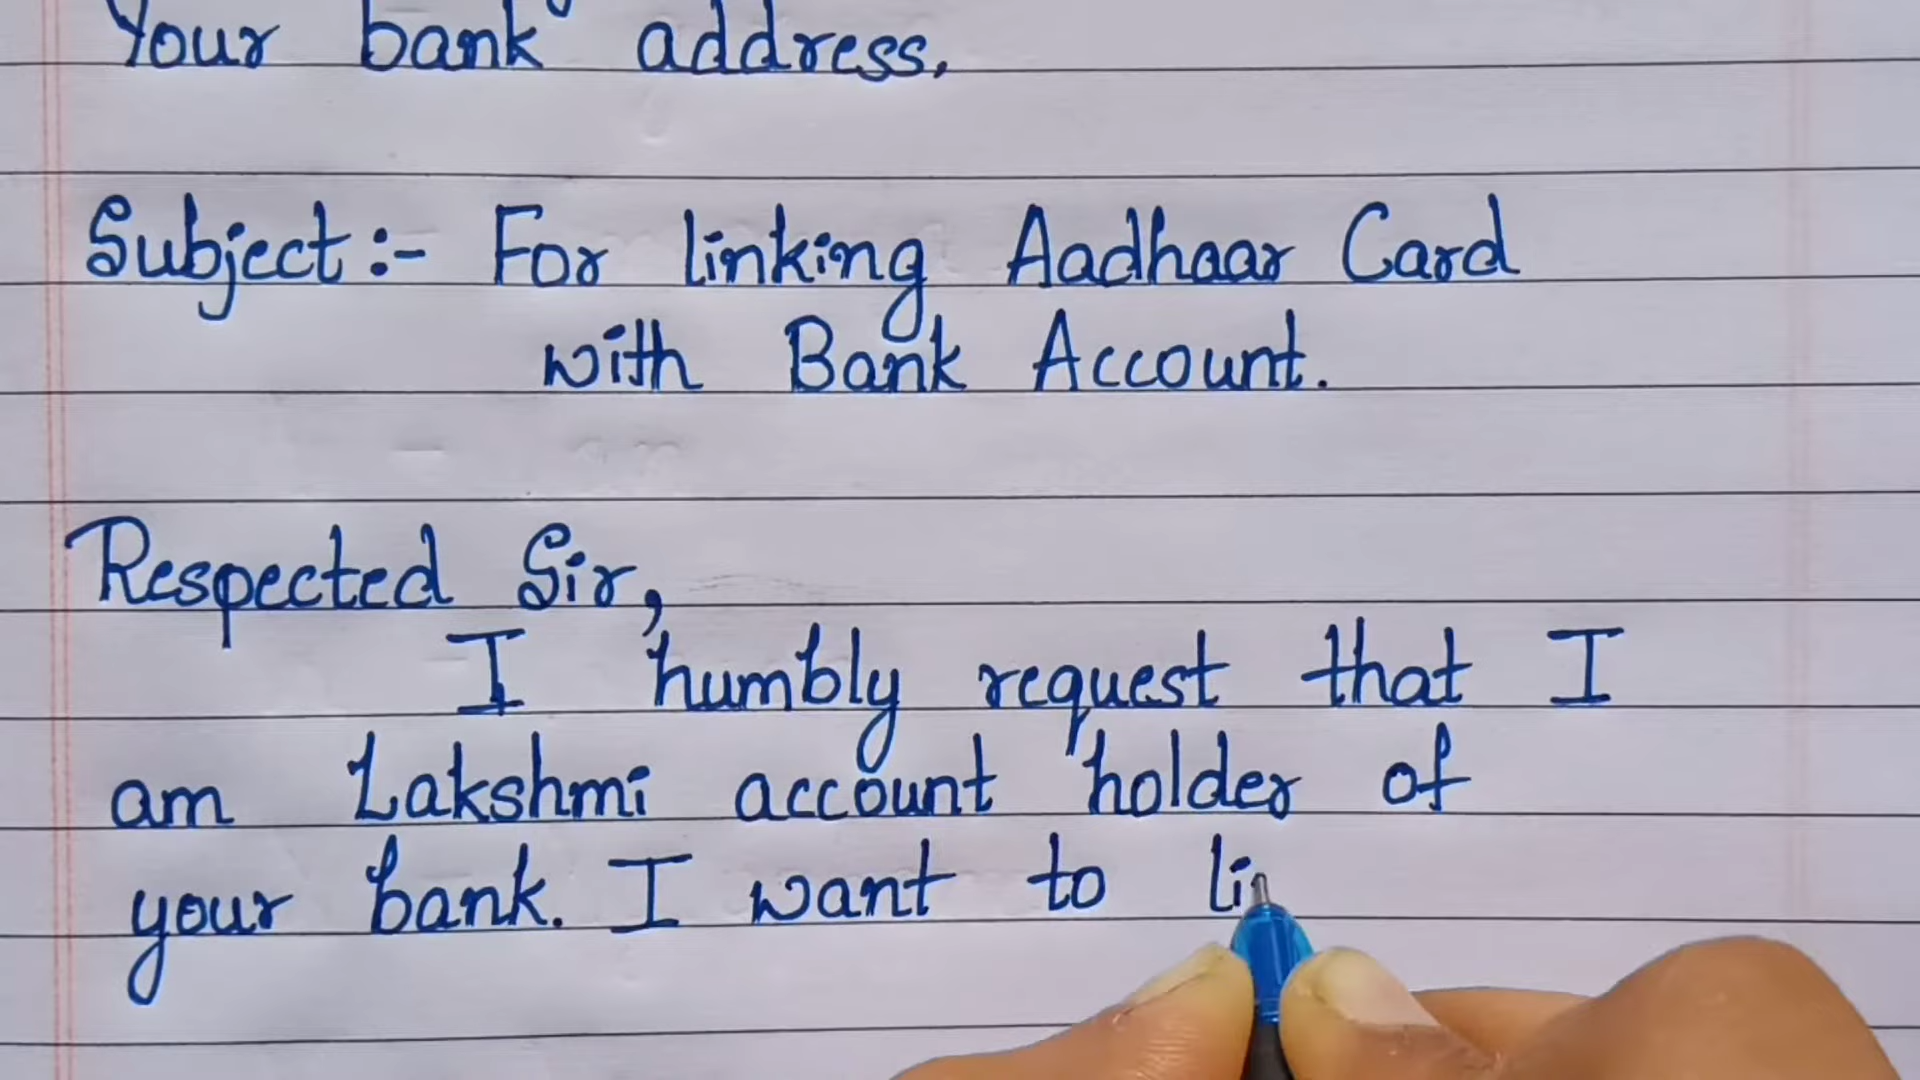 Your bank address.
Subject:- For linking Aadhaar Card
with Bank Account.
Respected Sir,
I humbly request that I
am Lakshmi account holder of
your bank. I want to li